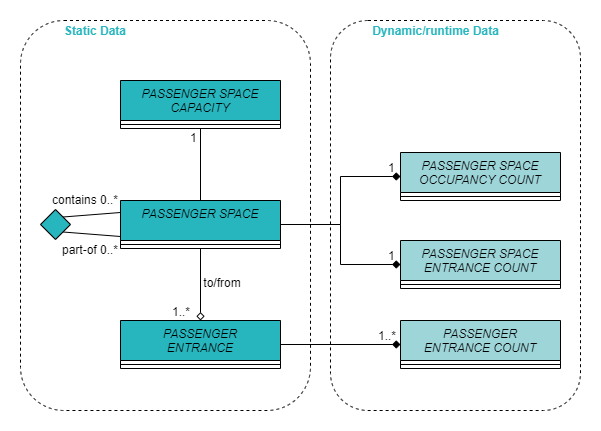 Static Data
Dynamic/runtime Data
PASSENGER SPACE
CAPACITY
1
PASSENGER SPACE
OCCUPANCY COUNT
1
contains 0..*
PASSENGER SPACE
part-of 0..*
PASSENGER SPACE
ENTRANCE COUNT
1
to/from
1..*
PASSENGER
ENTRANCE
1..*
PASSENGER
ENTRANCE COUNT